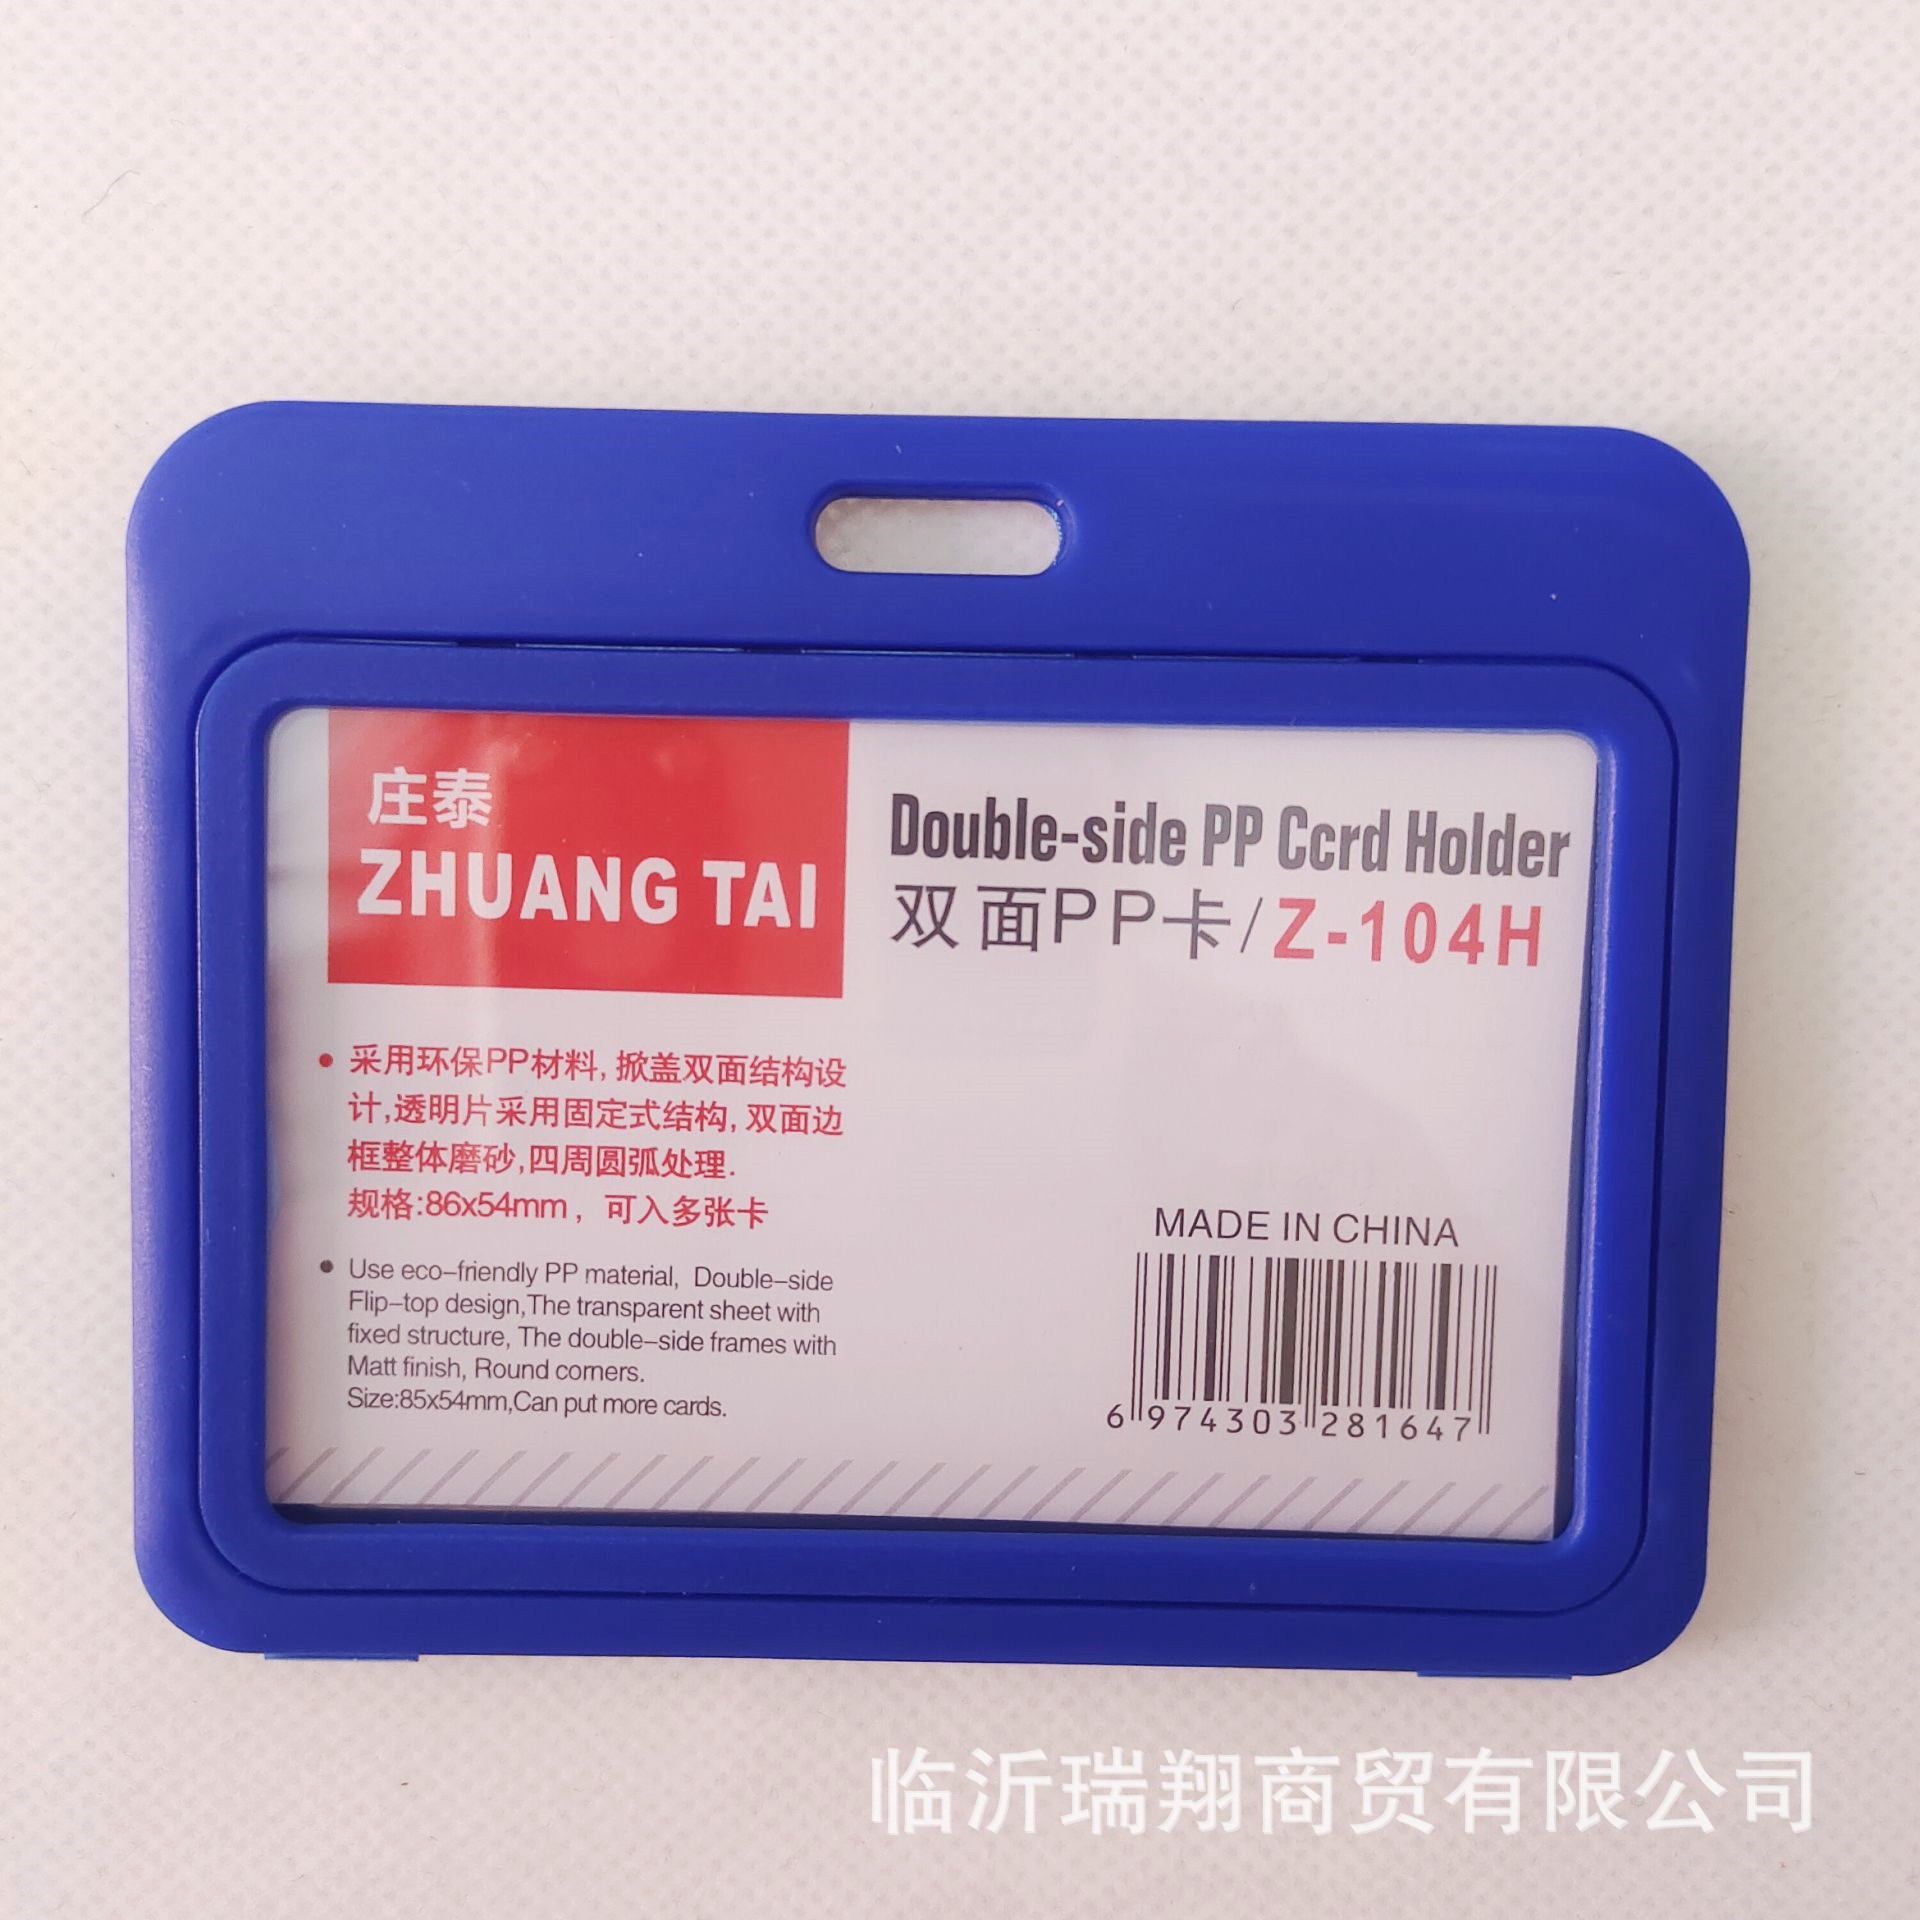 庄泰
ZHUANG TAI
Double-side PP Ccrd Holder
双面PP卡/Z-104H
• 采用环保PP材料, 掀盖双面结构设
计,透明片采用固定式结构, 双面边
框整体磨砂,四周圆弧处理.
规格:86x54mm, 可入多张卡
• Use eco-friendly PP material, Double-side
Flip-top design,The transparent sheet with
fixed structure, The double-side frames with
Matt finish, Round corners.
Size:85x54mm,Can put more cards.
MADE IN CHINA
6 974303 281647
临沂瑞翔商贸有限公司